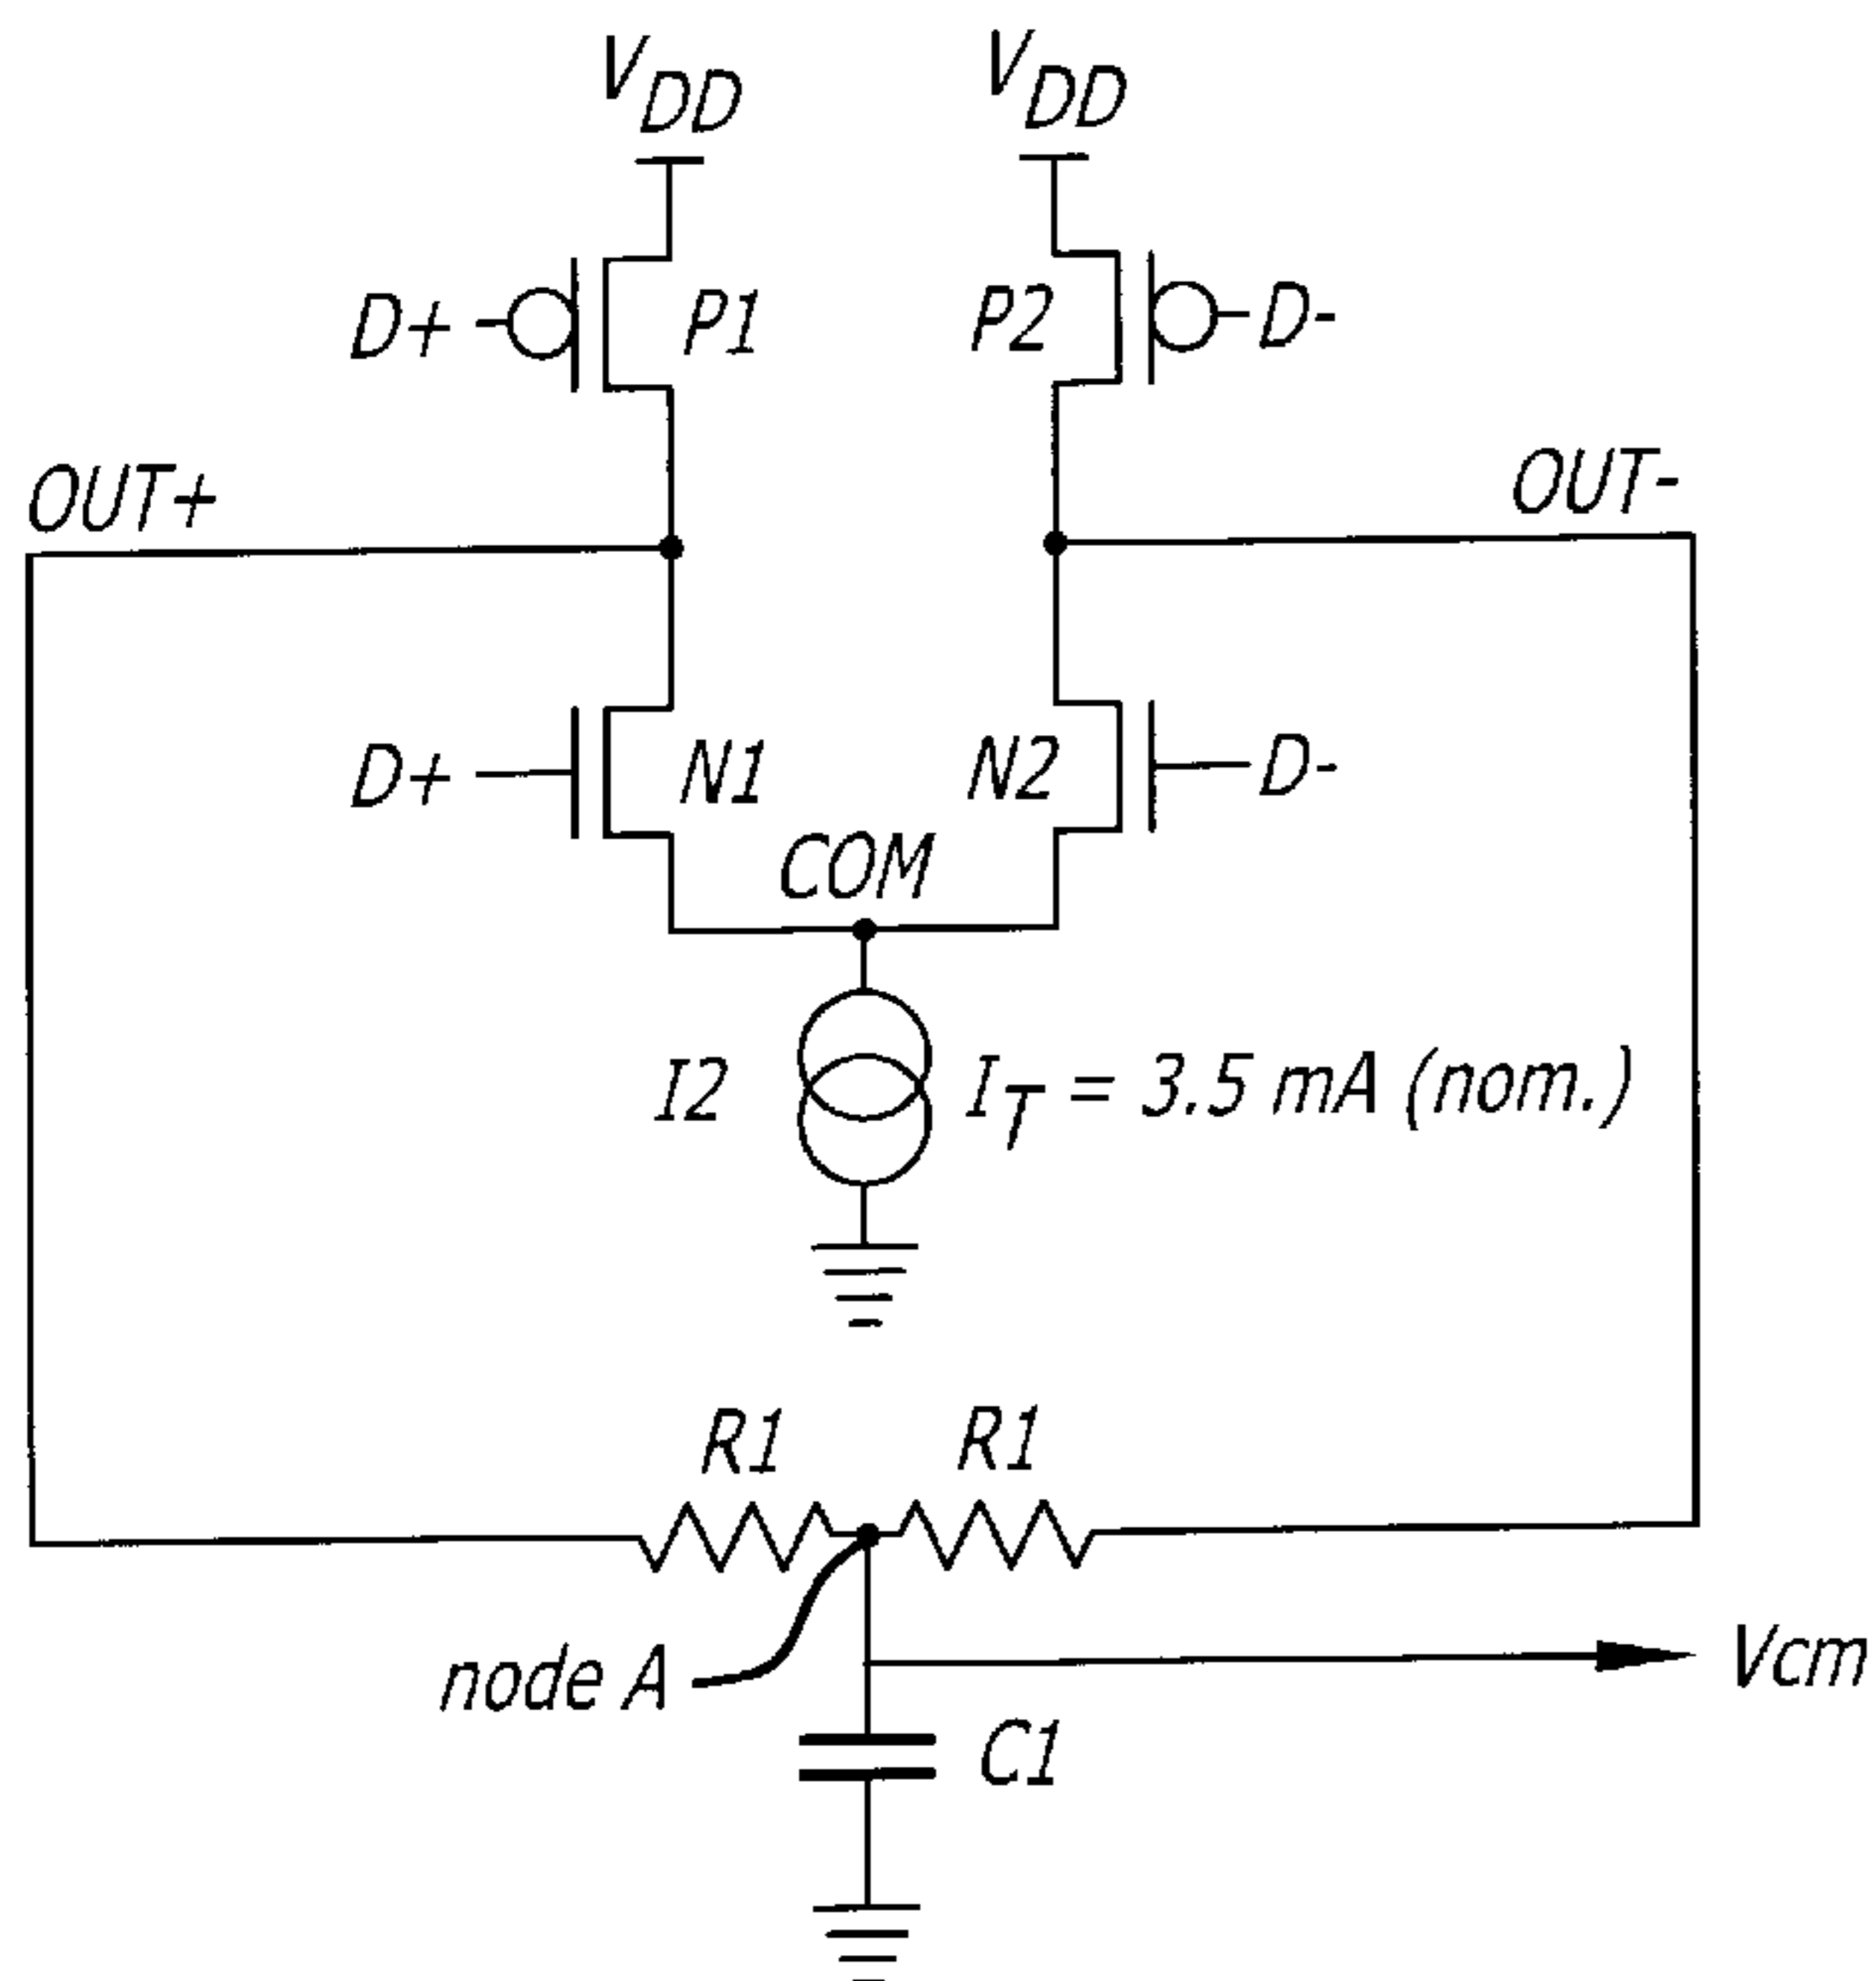 VDD VDD
D+ P1 P2 D-
OUT+ OUT-
D+ N1 N2 D-
COM
I2 IT = 3.5 mA (nom.)
R1 R1
node A Vcm
C1